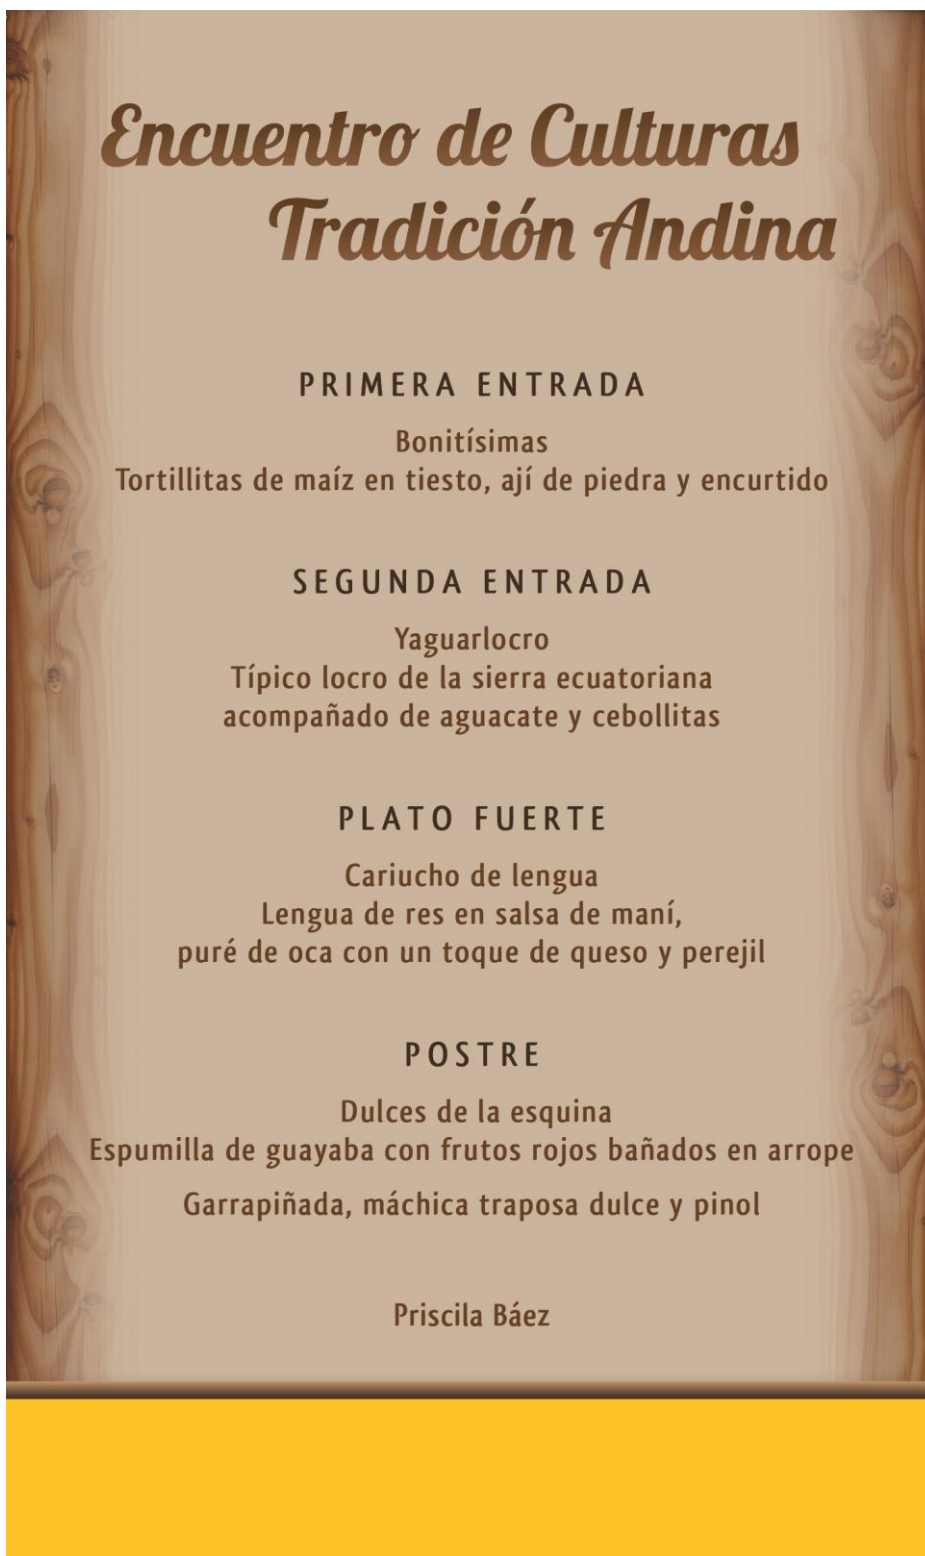 Encuentro de Culturas
Tradición Andina
PRIMERA ENTRADA
Bonitísimas
Tortillitas de maíz en tiesto, ají de piedra y encurtido
SEGUNDA ENTRADA
Yaguarlocro
Típico locro de la sierra ecuatoriana
acompañado de aguacate y cebollitas
PLATO FUERTE
Cariucho de lengua
Lengua de res en salsa de maní,
puré de oca con un toque de queso y perejil
POSTRE
Dulces de la esquina
Espumilla de guayaba con frutos rojos bañados en arrope
Garrapiñada, máchica traposa dulce y pinol
Priscila Báez